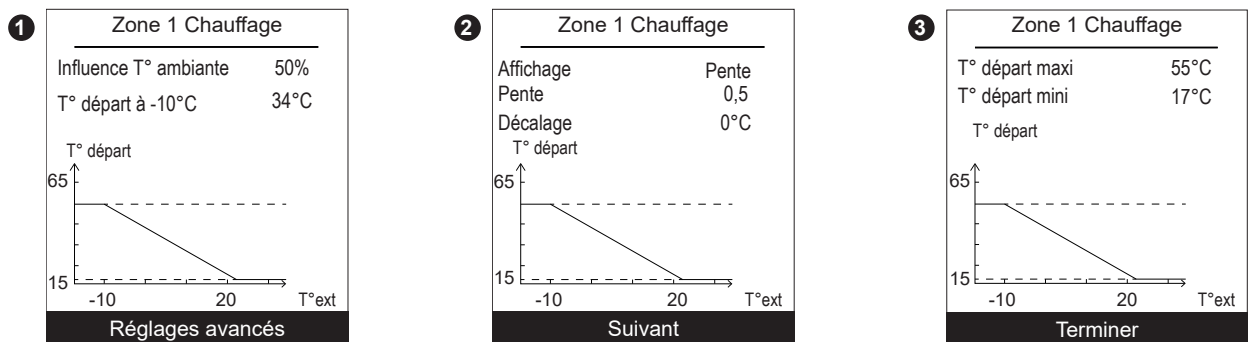 1
Zone 1 Chauffage
Influence T° ambiante 50%
T° départ à -10°C 34°C
T° départ
65
15
-10 20 T°ext
Réglages avancés
2
Zone 1 Chauffage
Affichage Pente
Pente 0,5
Décalage 0°C
T° départ
65
15
-10 20 T°ext
Suivant
3
Zone 1 Chauffage
T° départ maxi 55°C
T° départ mini 17°C
T° départ
65
15
-10 20 T°ext
Terminer